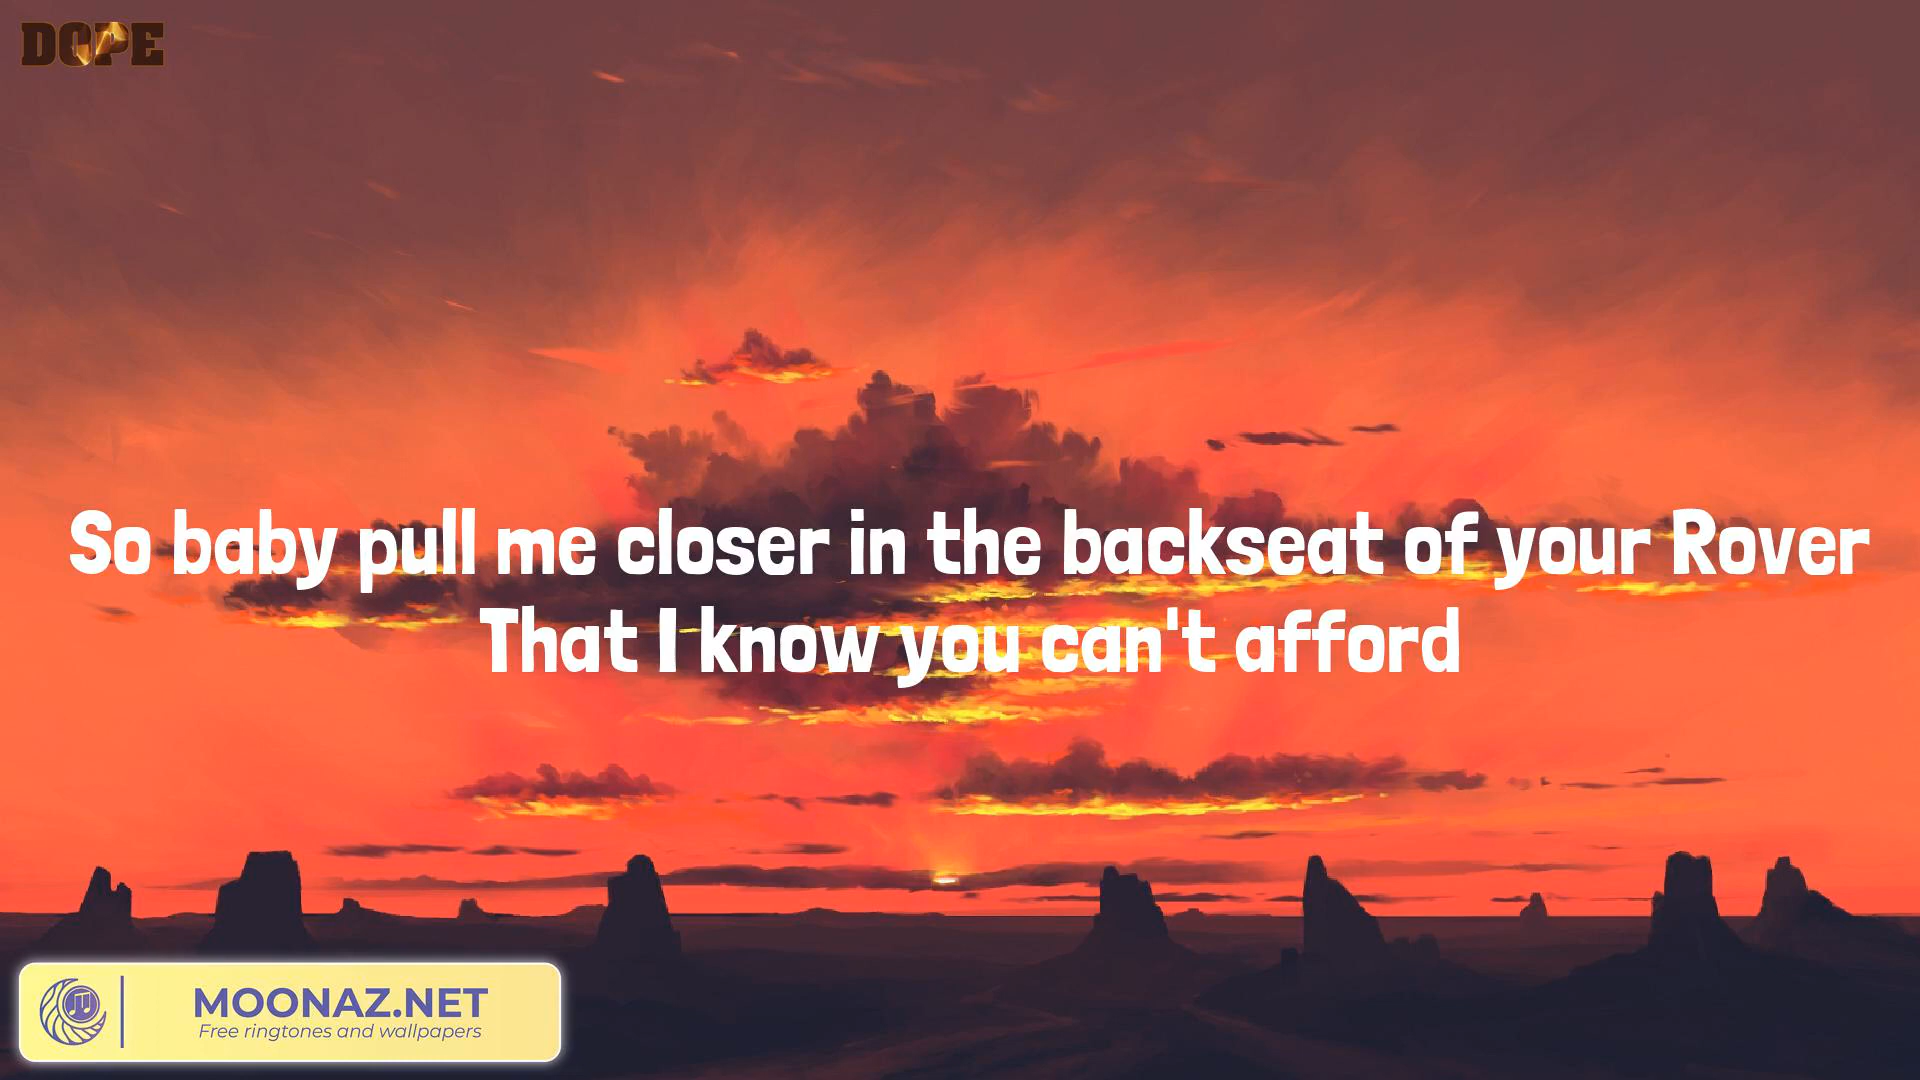 DOPE
So baby pull me closer in the backseat of your Rover
That I know you can't afford
MOONAZ.NET
Free ringtones and wallpapers